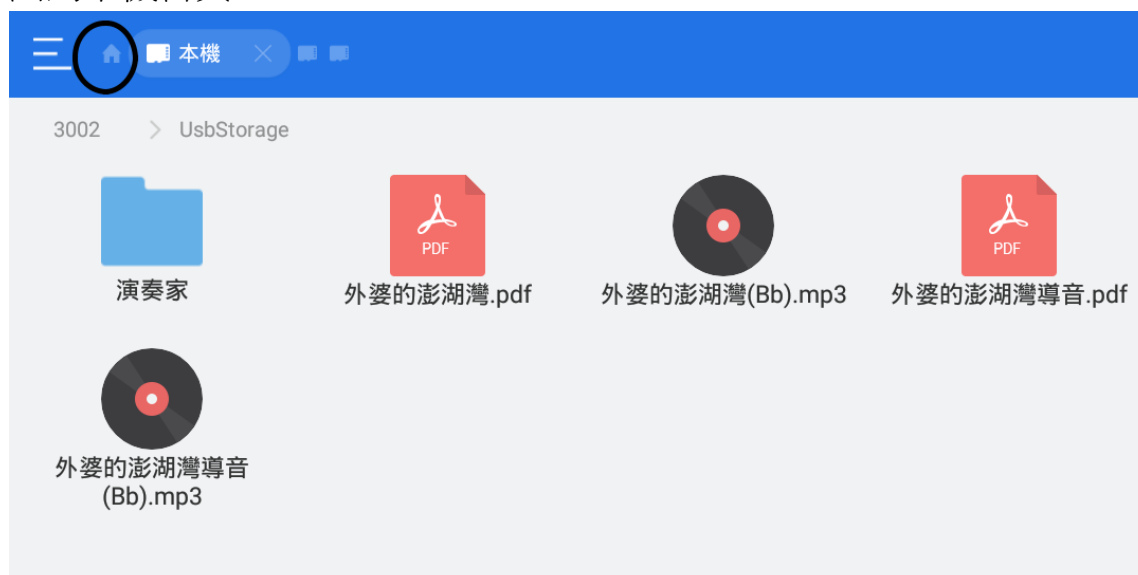 本機
3002 > UsbStorage
演奏家
PDF
外婆的澎湖灣.pdf
外婆的澎湖灣(Bb).mp3
PDF
外婆的澎湖灣導音.pdf
外婆的澎湖灣導音
(Bb).mp3